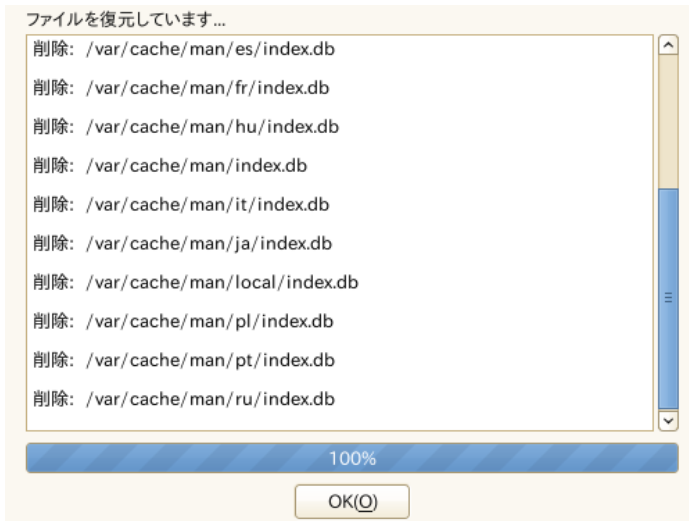 ファイルを復元しています...
削除: /var/cache/man/es/index.db
削除: /var/cache/man/fr/index.db
削除: /var/cache/man/hu/index.db
削除: /var/cache/man/index.db
削除: /var/cache/man/it/index.db
削除: /var/cache/man/ja/index.db
削除: /var/cache/man/local/index.db
削除: /var/cache/man/pl/index.db
削除: /var/cache/man/pt/index.db
削除: /var/cache/man/ru/index.db
100%
OK(O)